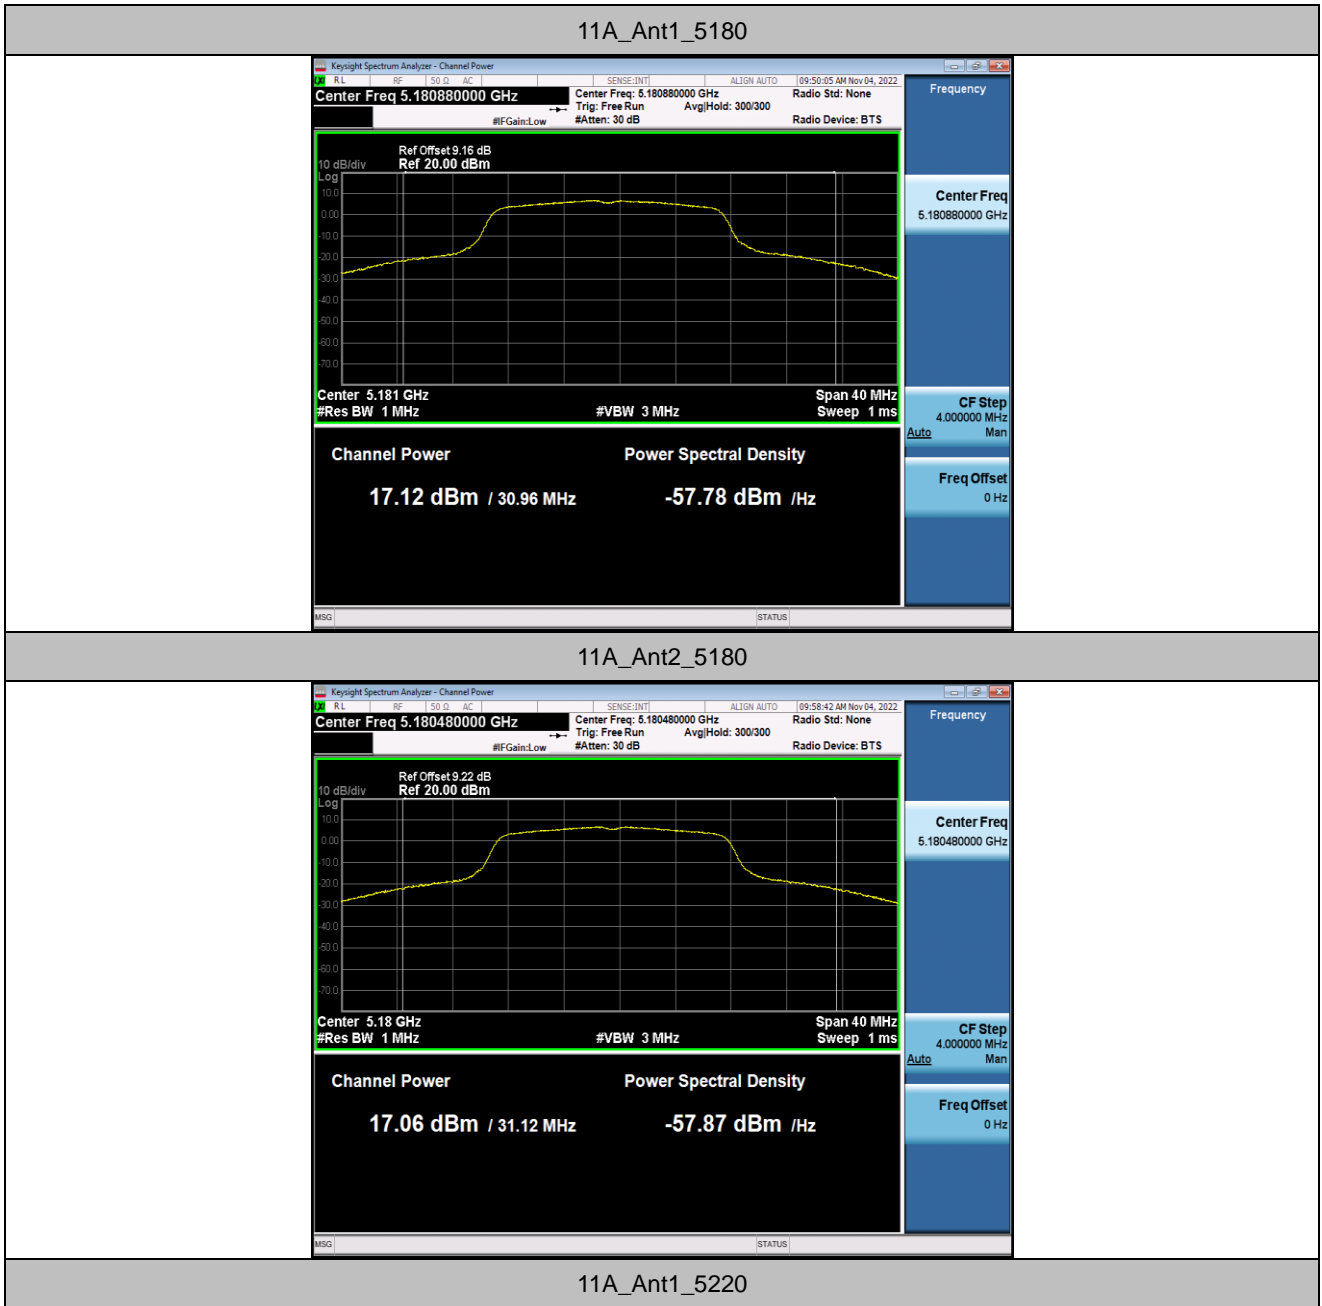 11A_Ant1_5180
Keysight Spectrum Analyzer - Channel Power
RL RF 50 Ω AC SENSE:INT ALIGN AUTO 09:50:05 AM Nov 04, 2022
Center Freq 5.180880000 GHz
Center Freq: 5.180880000 GHz
Radio Std: None
Trig: Free Run
Avg|Hold: 300/300
#IFGain:Low
#Atten: 30 dB
Radio Device: BTS
Frequency
Ref Offset 9.16 dB
10 dB/div
Ref 20.00 dBm
Log
10.0
0.00
-10.0
-20.0
-30.0
-40.0
-50.0
-60.0
-70.0
Center 5.181 GHz
Span 40 MHz
#Res BW 1 MHz
#VBW 3 MHz
Sweep 1 ms
Channel Power
Power Spectral Density
17.12 dBm / 30.96 MHz
-57.78 dBm /Hz
Center Freq
5.180880000 GHz
CF Step
4.000000 MHz
Auto Man
Freq Offset
0 Hz
MSG
STATUS
11A_Ant2_5180
Keysight Spectrum Analyzer - Channel Power
RL RF 50 Ω AC SENSE:INT ALIGN AUTO 09:58:42 AM Nov 04, 2022
Center Freq 5.180480000 GHz
Center Freq: 5.180480000 GHz
Radio Std: None
Trig: Free Run
Avg|Hold: 300/300
#IFGain:Low
#Atten: 30 dB
Radio Device: BTS
Frequency
Ref Offset 9.22 dB
10 dB/div
Ref 20.00 dBm
Log
10.0
0.00
-10.0
-20.0
-30.0
-40.0
-50.0
-60.0
-70.0
Center 5.18 GHz
Span 40 MHz
#Res BW 1 MHz
#VBW 3 MHz
Sweep 1 ms
Channel Power
Power Spectral Density
17.06 dBm / 31.12 MHz
-57.87 dBm /Hz
Center Freq
5.180480000 GHz
CF Step
4.000000 MHz
Auto Man
Freq Offset
0 Hz
MSG
STATUS
11A_Ant1_5220